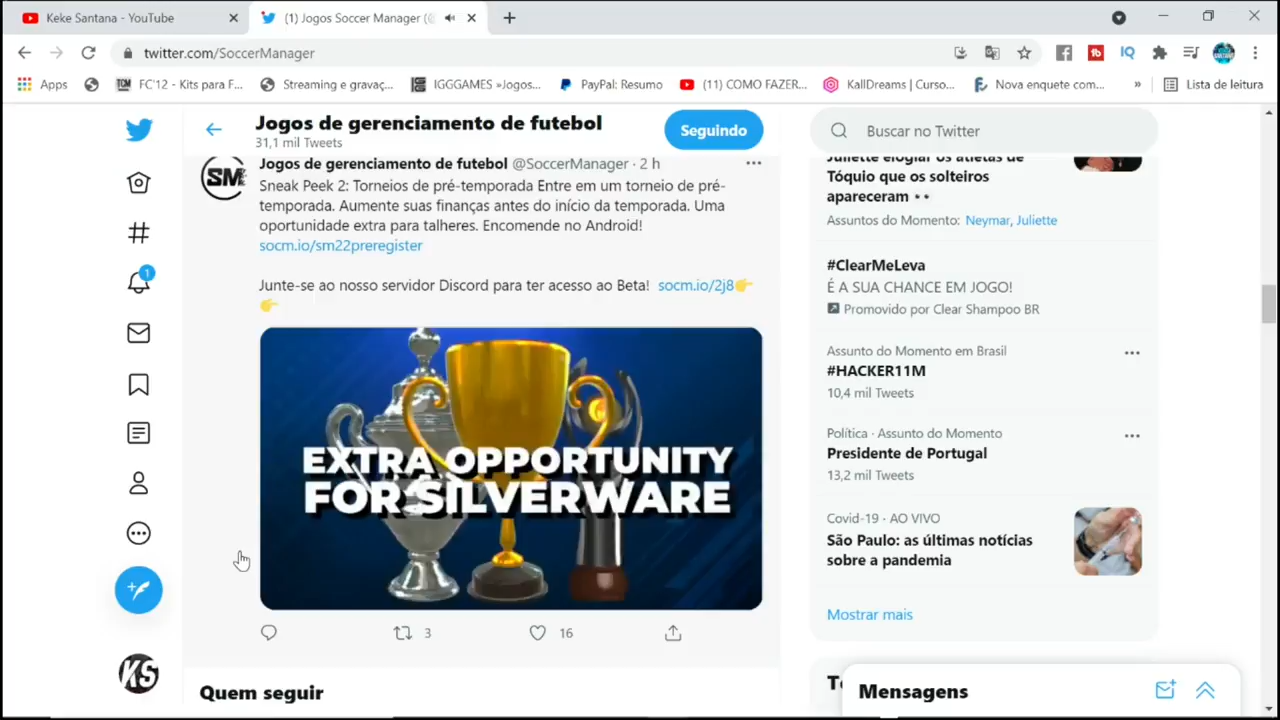 Keke Santana - YouTube
(1) Jogos Soccer Manager (@
twitter.com/SoccerManager
Apps
FC'12 - Kits para F...
Streaming e gravaç...
IGGGAMES »Jogos...
PayPal: Resumo
(11) COMO FAZER...
KallDreams | Curso...
Nova enquete com...
»
Lista de leitura
Jogos de gerenciamento de futebol
31,1 mil Tweets
Seguindo
Jogos de gerenciamento de futebol @SoccerManager · 2 h
SM
Sneak Peek 2: Torneios de pré-temporada Entre em um torneio de pré-
temporada. Aumente suas finanças antes do início da temporada. Uma
oportunidade extra para talheres. Encomende no Android!
socm.io/sm22preregister
Junte-se ao nosso servidor Discord para ter acesso ao Beta! socm.io/2j8👉
👉
EXTRA OPPORTUNITY
FOR SILVERWARE
3
16
Quem seguir
1
KS
Buscar no Twitter
Juliette elogiar os atletas de
Tóquio que os solteiros
apareceram 👀
Assuntos do Momento: Neymar, Juliette
#ClearMeLeva
É A SUA CHANCE EM JOGO!
Promovido por Clear Shampoo BR
Assunto do Momento em Brasil
#HACKER11M
10,4 mil Tweets
Política · Assunto do Momento
Presidente de Portugal
13,2 mil Tweets
Covid-19 · AO VIVO
São Paulo: as últimas notícias
sobre a pandemia
Mostrar mais
Mensagens